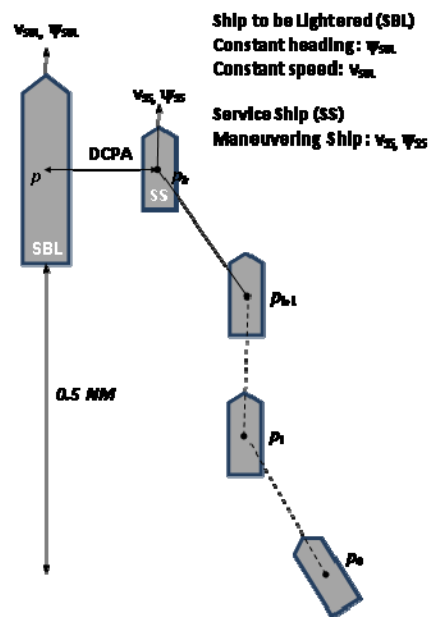 Ship to be Lightered (SBL)
Constant heading: ψSBL
Constant speed: vSBL
Service Ship (SS)
Maneuvering Ship: vSS, ψSS
vSBL, ψSBL
vSS, ψSS
DCPA
p
pk
SS
SBL
pk-1
0.5 NM
p1
p0